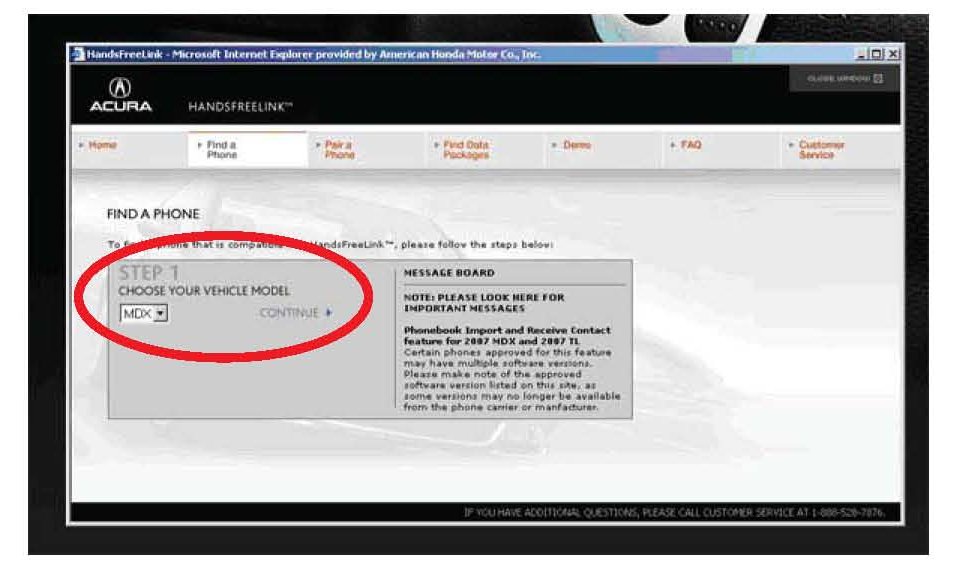 HandsFreeLink - Microsoft Internet Explorer provided by American Honda Motor Co., Inc.
CLOSE WINDOW
ACURA HANDSFREELINK™
Home
Find a
Phone
Pair a
Phone
Find Data
Packages
Demo
FAQ
Customer
Service
FIND A PHONE
To find a phone that is compatible HandsFreeLink™, please follow the steps below:
STEP 1
CHOOSE YOUR VEHICLE MODEL
MDX CONTINUE
MESSAGE BOARD
NOTE: PLEASE LOOK HERE FOR
IMPORTANT MESSAGES
Phonebook Import and Receive Contact
feature for 2007 MDX and 2007 TL
Certain phones approved for this feature
may have multiple software versions.
Please make note of the approved
software version listed on this site, as
some versions may no longer be available
from the phone carrier or manfacturer.
IF YOU HAVE ADDITIONAL QUESTIONS, PLEASE CALL CUSTOMER SERVICE AT 1-888-528-7876.